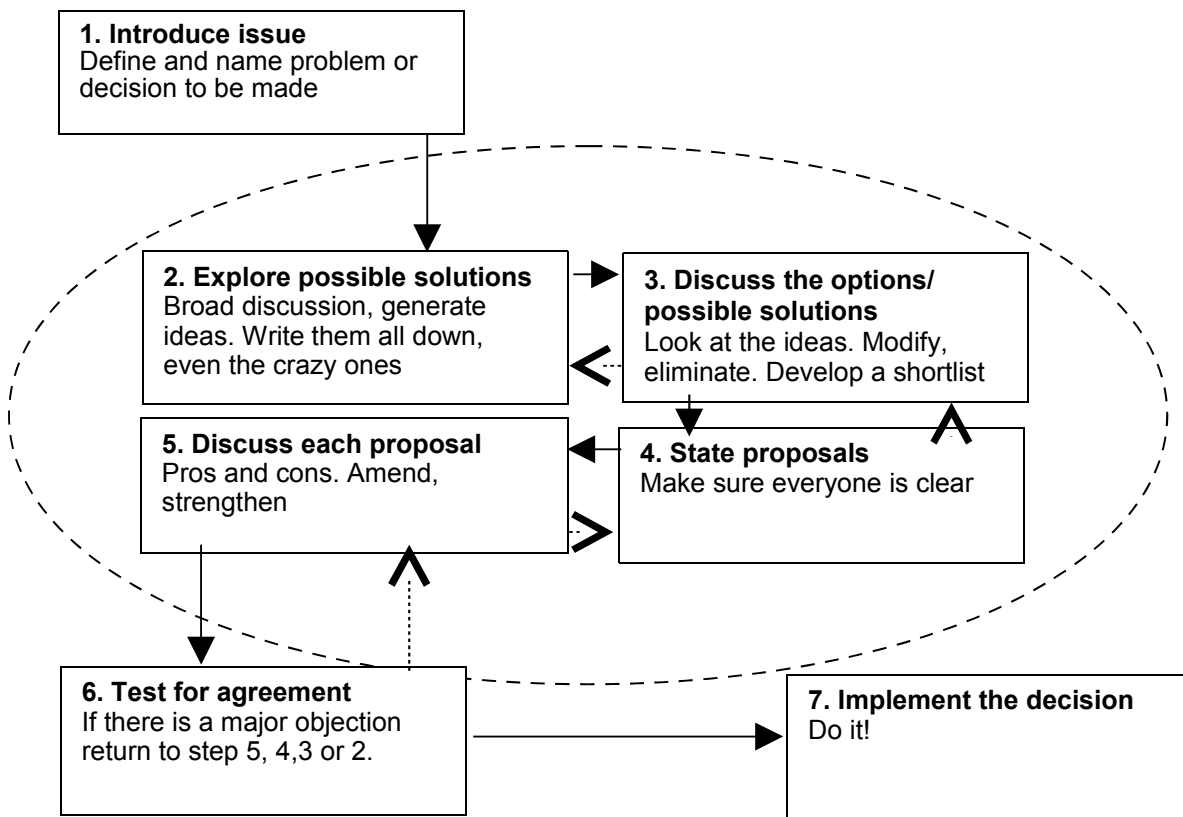 1. Introduce issue
Define and name problem or
decision to be made
2. Explore possible solutions
Broad discussion, generate
ideas. Write them all down,
even the crazy ones
3. Discuss the options/
possible solutions
Look at the ideas. Modify,
eliminate. Develop a shortlist
4. State proposals
Make sure everyone is clear
5. Discuss each proposal
Pros and cons. Amend,
strengthen
6. Test for agreement
If there is a major objection
return to step 5, 4,3 or 2.
7. Implement the decision
Do it!